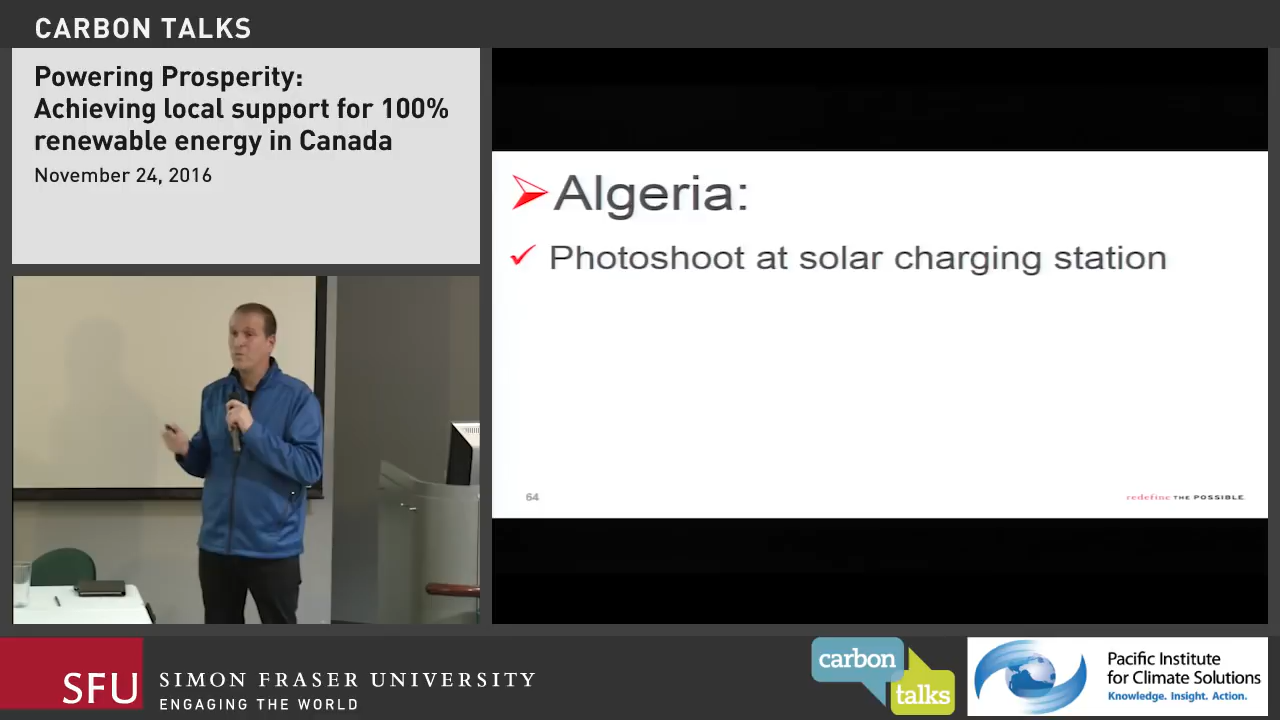 CARBON TALKS
Powering Prosperity:
Achieving local support for 100%
renewable energy in Canada
November 24, 2016
Algeria:
Photoshoot at solar charging station
64
redefine THE POSSIBLE
SFU
SIMON FRASER UNIVERSITY
ENGAGING THE WORLD
carbon
talks
Pacific Institute
for Climate Solutions
Knowledge. Insight. Action.